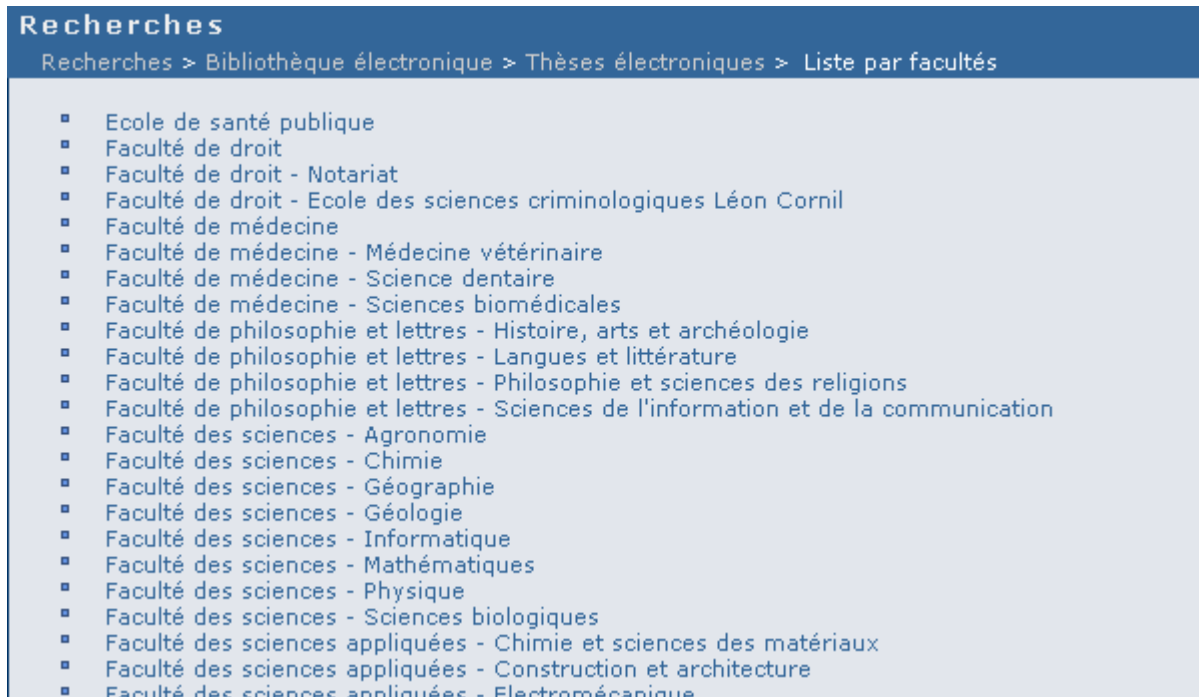 Recherches
Recherches > Bibliothèque électronique > Thèses électroniques > Liste par facultés
Ecole de santé publique
Faculté de droit
Faculté de droit - Notariat
Faculté de droit - Ecole des sciences criminologiques Léon Cornil
Faculté de médecine
Faculté de médecine - Médecine vétérinaire
Faculté de médecine - Science dentaire
Faculté de médecine - Sciences biomédicales
Faculté de philosophie et lettres - Histoire, arts et archéologie
Faculté de philosophie et lettres - Langues et littérature
Faculté de philosophie et lettres - Philosophie et sciences des religions
Faculté de philosophie et lettres - Sciences de l'information et de la communication
Faculté des sciences - Agronomie
Faculté des sciences - Chimie
Faculté des sciences - Géographie
Faculté des sciences - Géologie
Faculté des sciences - Informatique
Faculté des sciences - Mathématiques
Faculté des sciences - Physique
Faculté des sciences - Sciences biologiques
Faculté des sciences appliquées - Chimie et sciences des matériaux
Faculté des sciences appliquées - Construction et architecture
Faculté des sciences appliquées - Electromécanique